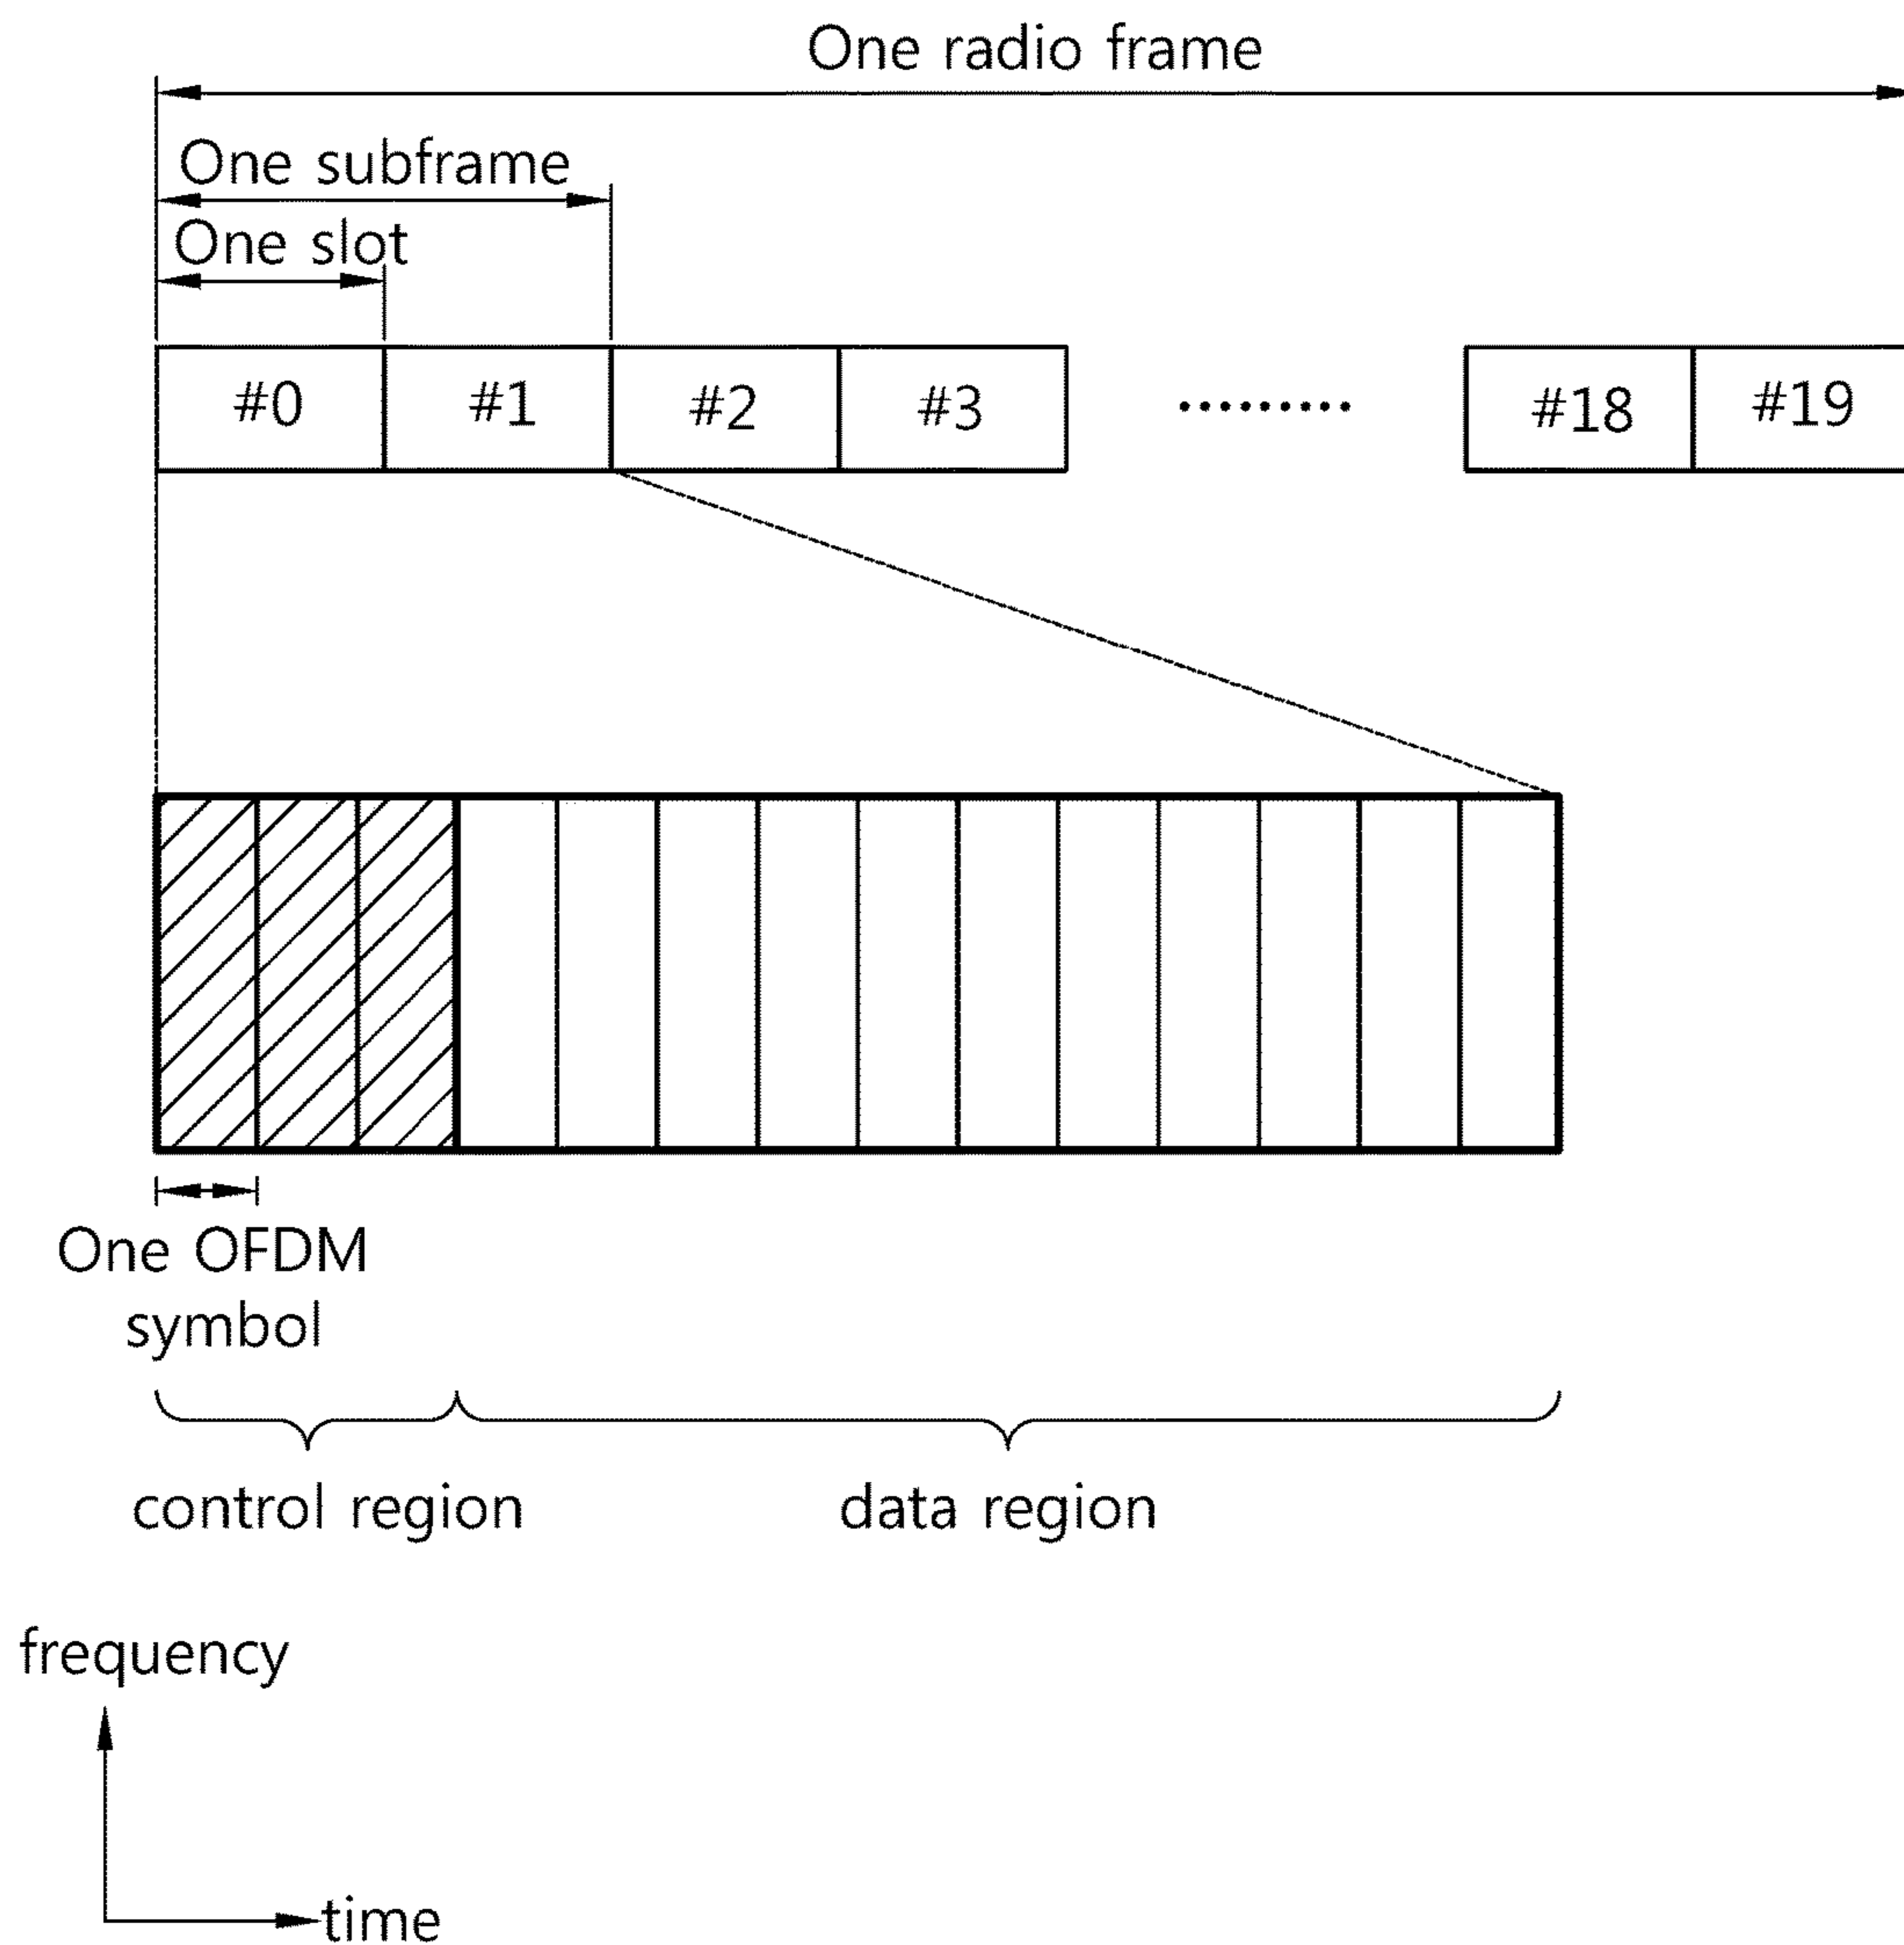 One radio frame
One subframe
One slot
#0 #1 #2 #3 ......... #18 #19
One OFDM
symbol
control region data region
frequency
time